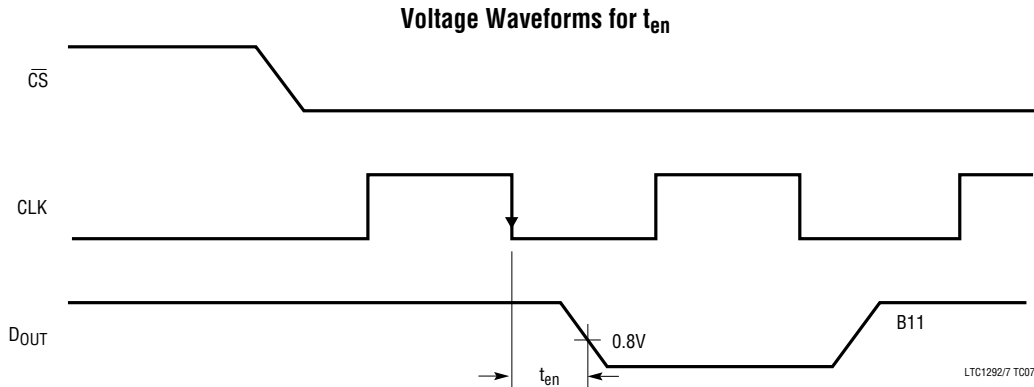 Voltage Waveforms for ten
CS
CLK
DOUT
0.8V
B11
ten
LTC1292/7 TC07